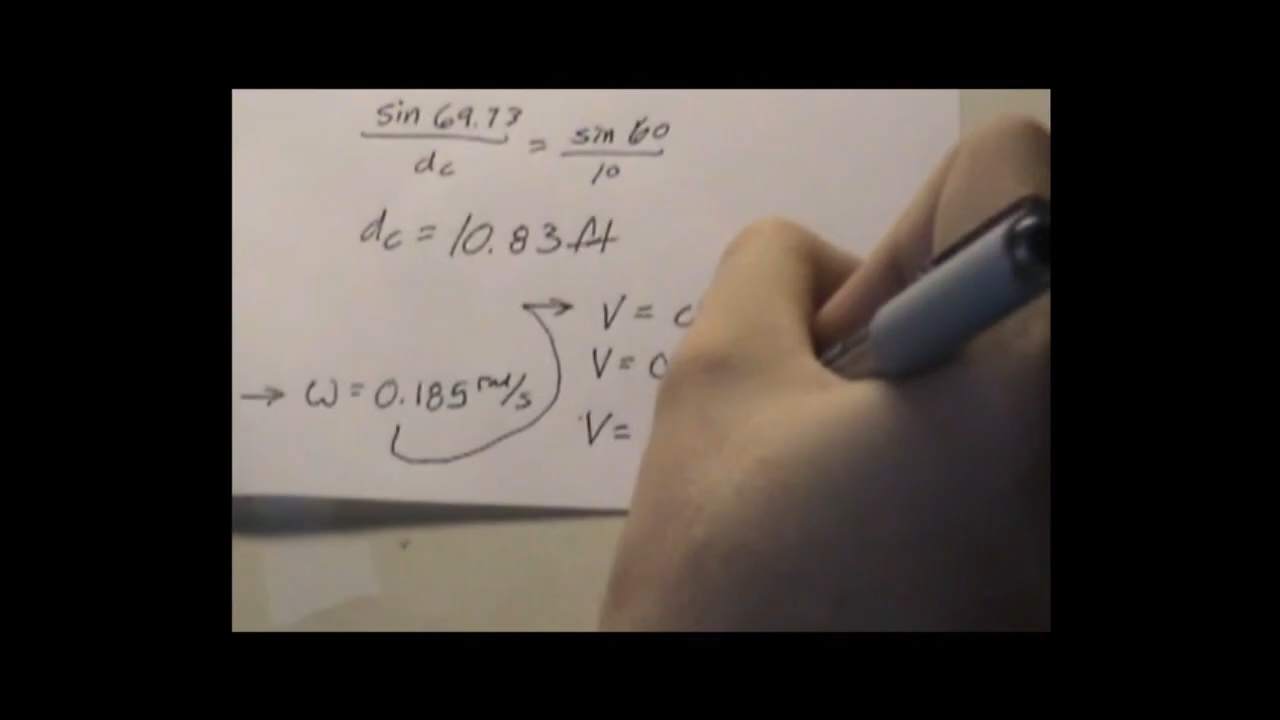 sin 69.73 / dc = sin 60 / 10
dc = 10.83 ft
V =
V =
→ ω = 0.185 rad/s
V =